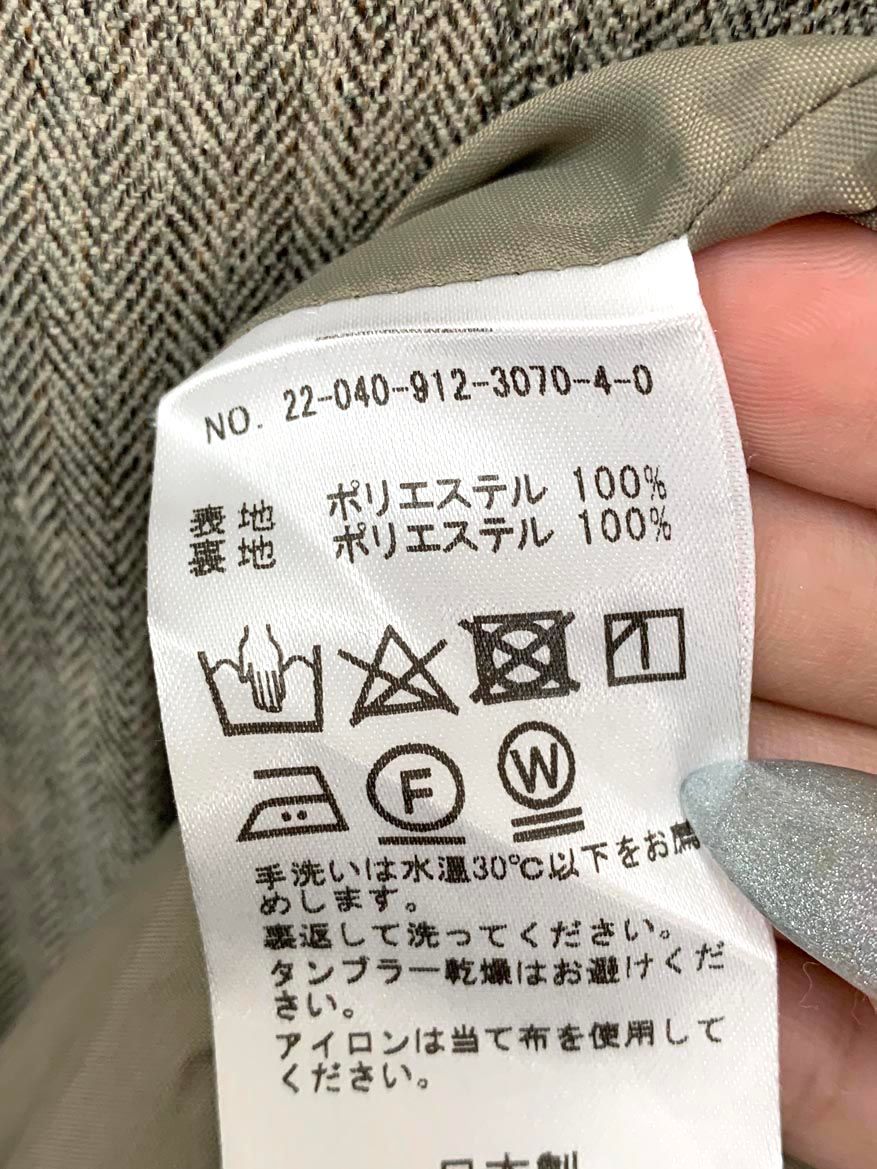 NO. 22-040-912-3070-4-0
表地 ポリエステル 100%
裏地 ポリエステル 100%
F
W
手洗いは水温30℃以下をお薦
めします。
裏返して洗ってください。
タンブラー乾燥はお避けくだ
さい。
アイロンは当て布を使用して
ください。
日本製